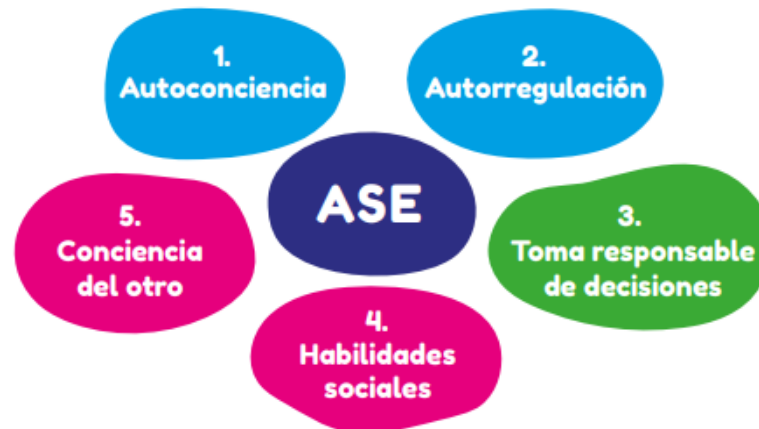 1.
Autoconciencia
2.
Autorregulación
ASE
3.
Toma responsable
de decisiones
4.
Habilidades
sociales
5.
Conciencia
del otro